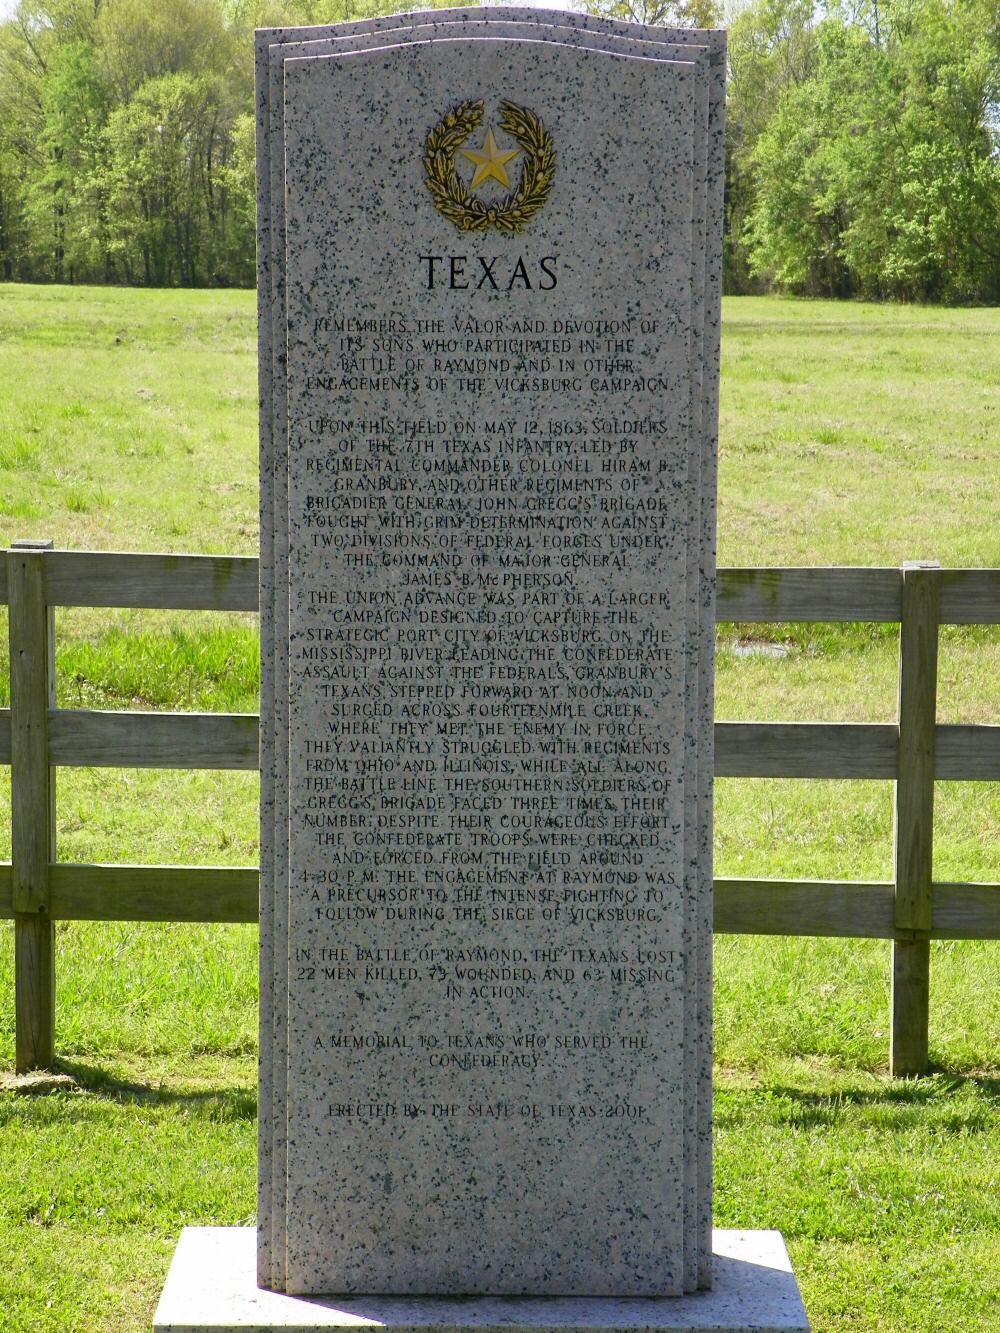 TEXAS
REMEMBERS THE VALOR AND DEVOTION OF
ITS SONS WHO PARTICIPATED IN THE
BATTLE OF RAYMOND AND IN OTHER
ENGAGEMENTS OF THE VICKSBURG CAMPAIGN.
UPON THIS FIELD ON MAY 12, 1863, SOLDIERS
OF THE 7TH TEXAS INFANTRY, LED BY
REGIMENTAL COMMANDER COLONEL HIRAM B.
GRANBURY, AND OTHER REGIMENTS OF
BRIGADIER GENERAL JOHN GREGG'S BRIGADE
FOUGHT WITH GRIM DETERMINATION AGAINST
TWO DIVISIONS OF FEDERAL FORCES UNDER
THE COMMAND OF MAJOR GENERAL
JAMES B. McPHERSON.
THE UNION ADVANCE WAS PART OF A LARGER
CAMPAIGN DESIGNED TO CAPTURE THE
STRATEGIC PORT CITY OF VICKSBURG ON THE
MISSISSIPPI RIVER. LEADING THE CONFEDERATE
ASSAULT AGAINST THE FEDERALS, GRANBURY'S
TEXANS STEPPED FORWARD AT NOON AND
SURGED ACROSS FOURTEENMILE CREEK,
WHERE THEY MET THE ENEMY IN FORCE.
THEY VALIANTLY STRUGGLED WITH REGIMENTS
FROM OHIO AND ILLINOIS, WHILE ALL ALONG
THE BATTLE LINE THE SOUTHERN SOLDIERS OF
GREGG'S BRIGADE FACED THREE TIMES THEIR
NUMBER. DESPITE THEIR COURAGEOUS EFFORT
THE CONFEDERATE TROOPS WERE CHECKED
AND FORCED FROM THE FIELD AROUND
4:30 P.M. THE ENGAGEMENT AT RAYMOND WAS
A PRECURSOR TO THE INTENSE FIGHTING TO
FOLLOW DURING THE SIEGE OF VICKSBURG.
IN THE BATTLE OF RAYMOND, THE TEXANS LOST
22 MEN KILLED, 73 WOUNDED, AND 63 MISSING
IN ACTION.
A MEMORIAL TO TEXANS WHO SERVED THE
CONFEDERACY.
ERECTED BY THE STATE OF TEXAS 2001